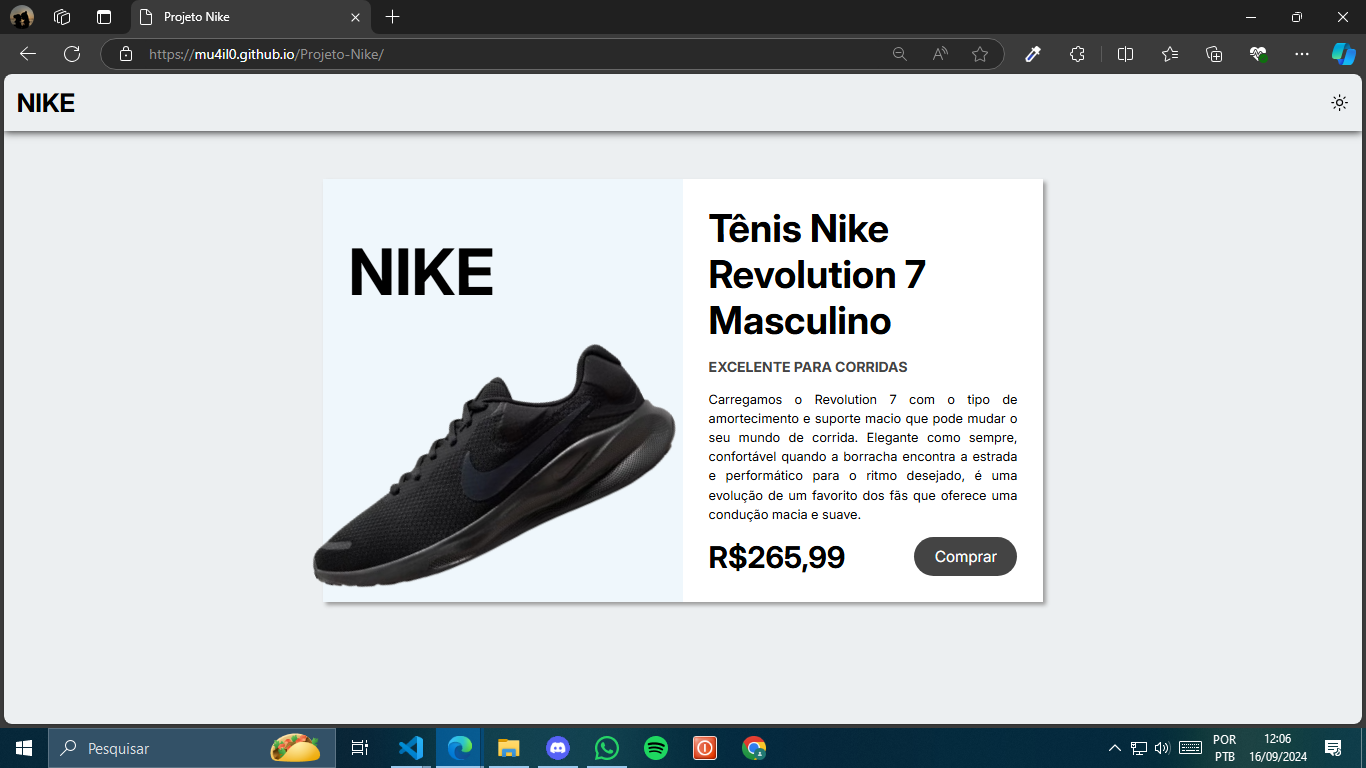 Projeto Nike
https://mu4il0.github.io/Projeto-Nike/
NIKE
NIKE
Tênis Nike
Revolution 7
Masculino
EXCELENTE PARA CORRIDAS
Carregamos o Revolution 7 com o tipo de
amortecimento e suporte macio que pode mudar o
seu mundo de corrida. Elegante como sempre,
confortável quando a borracha encontra a estrada
e performático para o ritmo desejado, é uma
evolução de um favorito dos fãs que oferece uma
condução macia e suave.
R$265,99
Comprar
Pesquisar
POR
PTB
12:06
16/09/2024